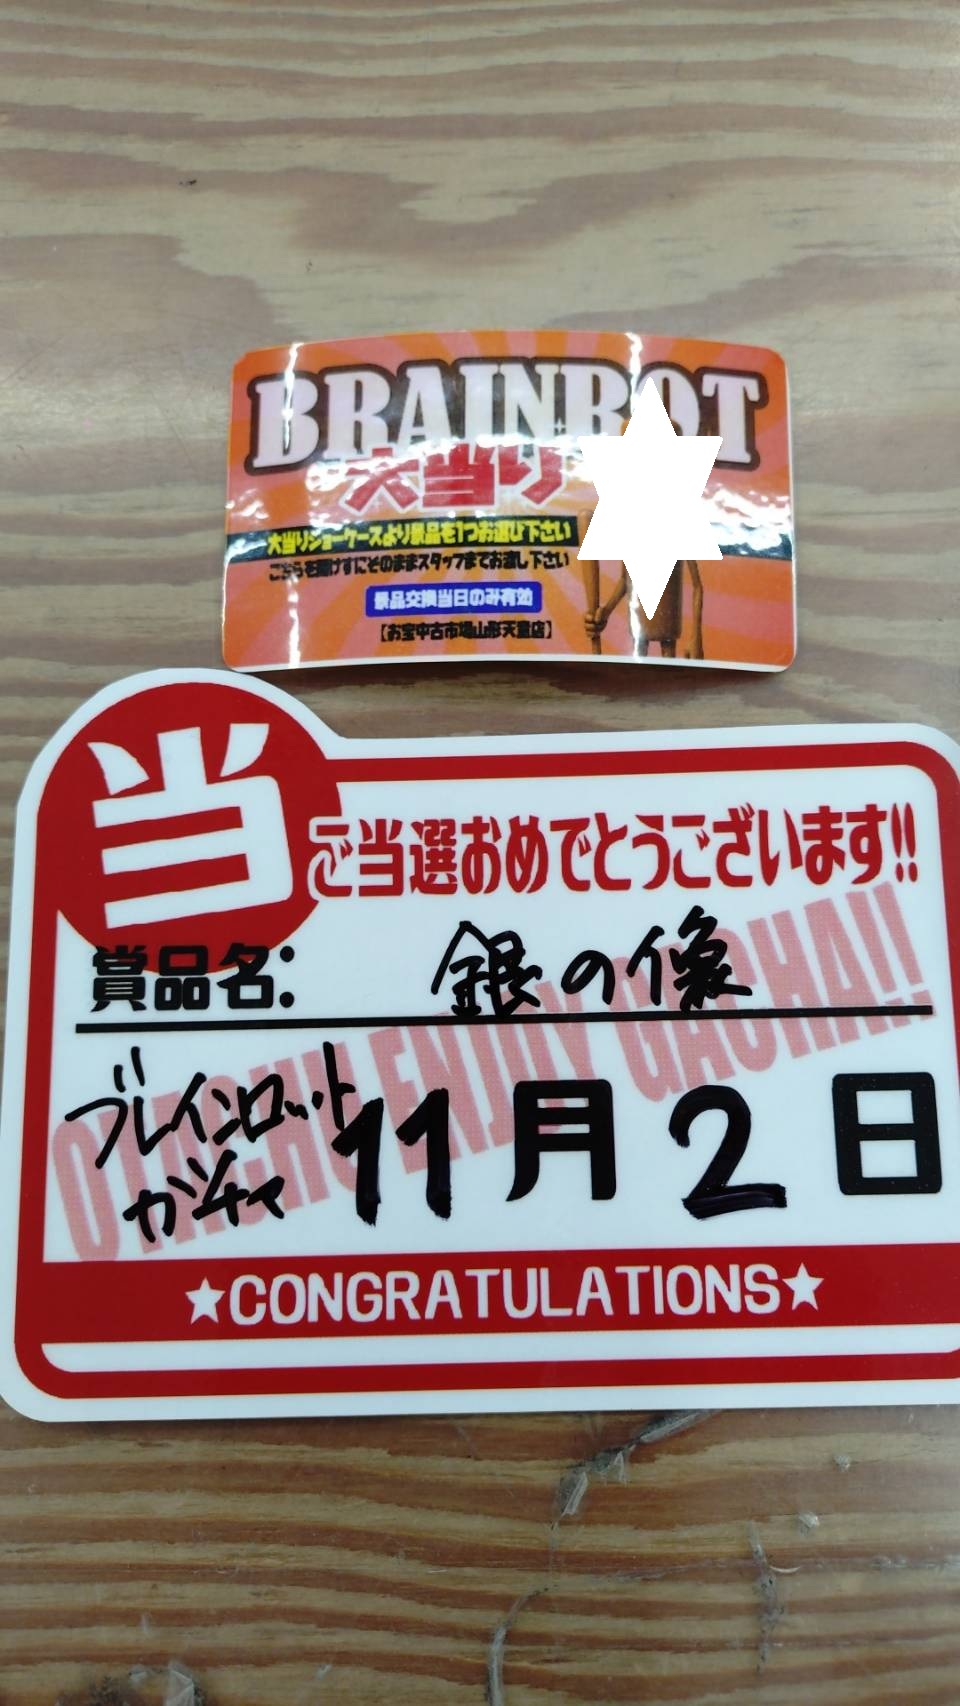 BRAINROT
大当り
大当りショーケースより景品を1つお選び下さい
こちらを開けずにそのままスタッフまでお渡し下さい
景品交換当日のみ有効
【お宝中古市場山形天童店】
当
ご当選おめでとうございます!!
賞品名: 銀の像
OTACHU ENJOY GACHA!!
ブレインロット
ガチャ
11月2日
★CONGRATULATIONS★